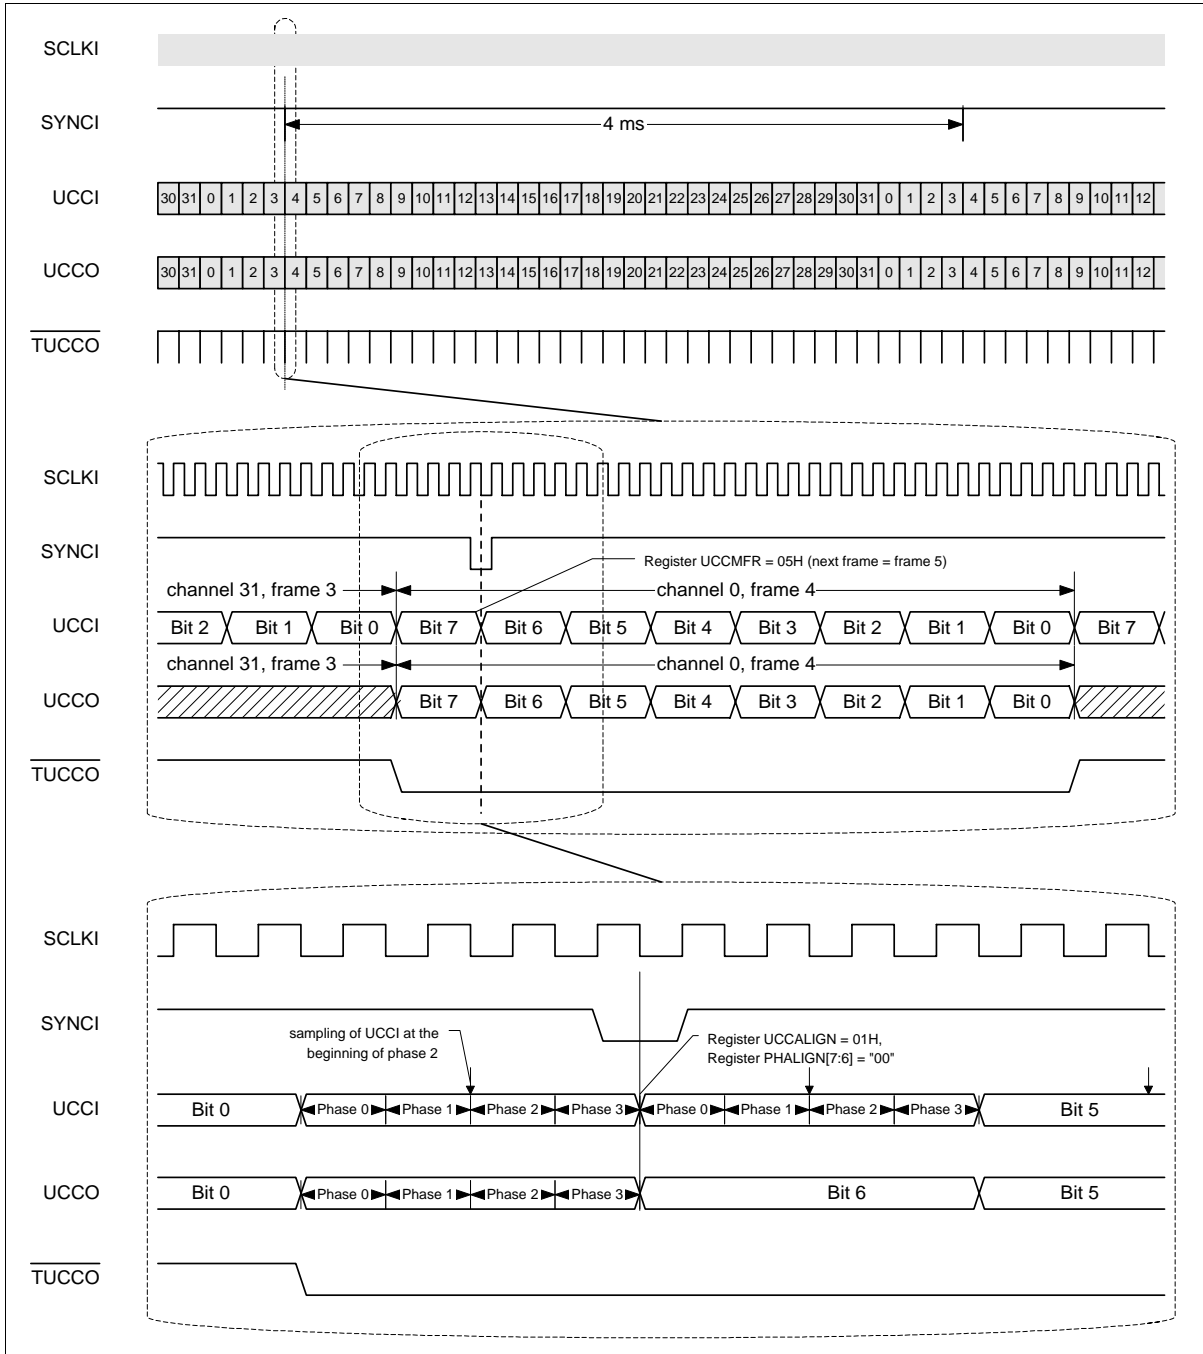 SCLKI
SYNCI
4 ms
UCCI
30 31 0 1 2 3 4 5 6 7 8 9 10 11 12 13 14 15 16 17 18 19 20 21 22 23 24 25 26 27 28 29 30 31 0 1 2 3 4 5 6 7 8 9 10 11 12
UCCO
30 31 0 1 2 3 4 5 6 7 8 9 10 11 12 13 14 15 16 17 18 19 20 21 22 23 24 25 26 27 28 29 30 31 0 1 2 3 4 5 6 7 8 9 10 11 12
TUCCO
SCLKI
SYNCI
Register UCCMFR = 05H (next frame = frame 5)
channel 31, frame 3 channel 0, frame 4
UCCI Bit 2 Bit 1 Bit 0 Bit 7 Bit 6 Bit 5 Bit 4 Bit 3 Bit 2 Bit 1 Bit 0 Bit 7
channel 31, frame 3 channel 0, frame 4
UCCO Bit 7 Bit 6 Bit 5 Bit 4 Bit 3 Bit 2 Bit 1 Bit 0
TUCCO
SCLKI
SYNCI
sampling of UCCI at the
beginning of phase 2
Register UCCALIGN = 01H,
Register PHALIGN[7:6] = "00"
UCCI Bit 0 Phase 0 Phase 1 Phase 2 Phase 3 Phase 0 Phase 1 Phase 2 Phase 3 Bit 5
UCCO Bit 0 Phase 0 Phase 1 Phase 2 Phase 3 Bit 6 Bit 5
TUCCO